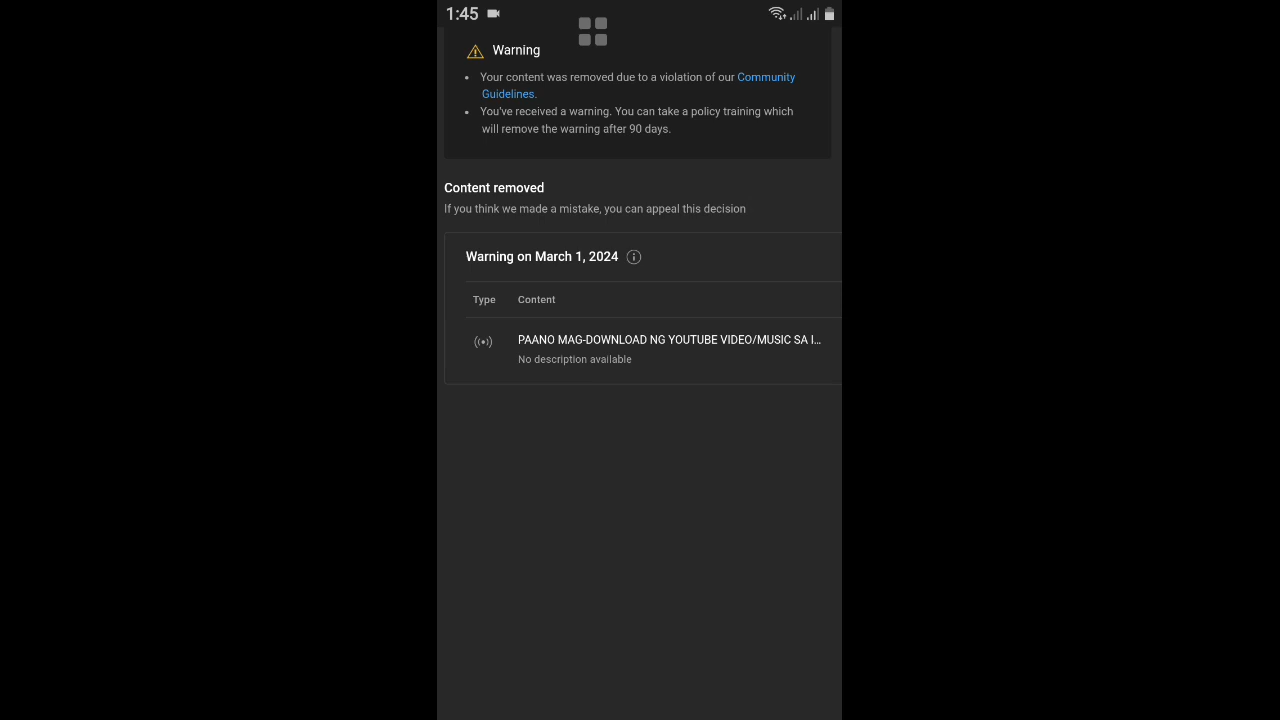 1:45
Warning
• Your content was removed due to a violation of our Community
Guidelines.
• You've received a warning. You can take a policy training which
will remove the warning after 90 days.
Content removed
If you think we made a mistake, you can appeal this decision
Warning on March 1, 2024
Type Content
PAANO MAG-DOWNLOAD NG YOUTUBE VIDEO/MUSIC SA I...
No description available